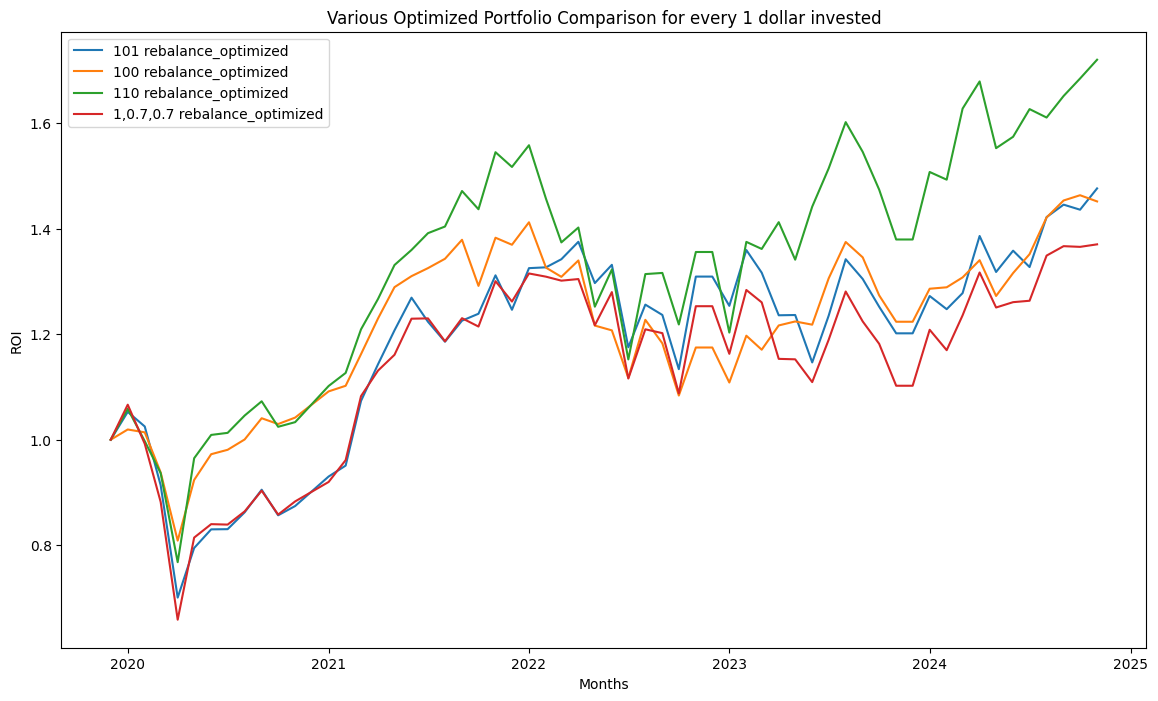 Various Optimized Portfolio Comparison for every 1 dollar invested
101 rebalance_optimized
100 rebalance_optimized
110 rebalance_optimized
1,0.7,0.7 rebalance_optimized
ROI
1.6
1.4
1.2
1.0
0.8
2020 2021 2022 2023 2024 2025
Months